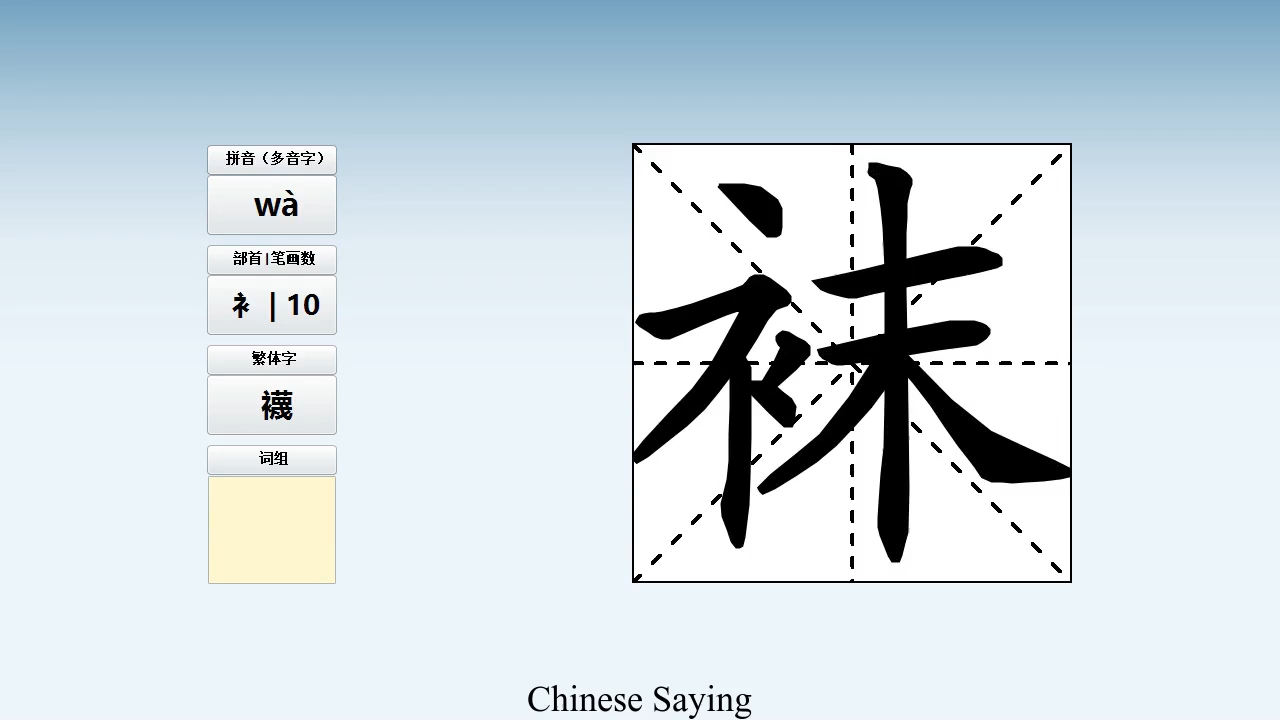 拼音（多音字）
wà
部首|笔画数
衤 | 10
繁体字
襪
词组
袜
Chinese Saying